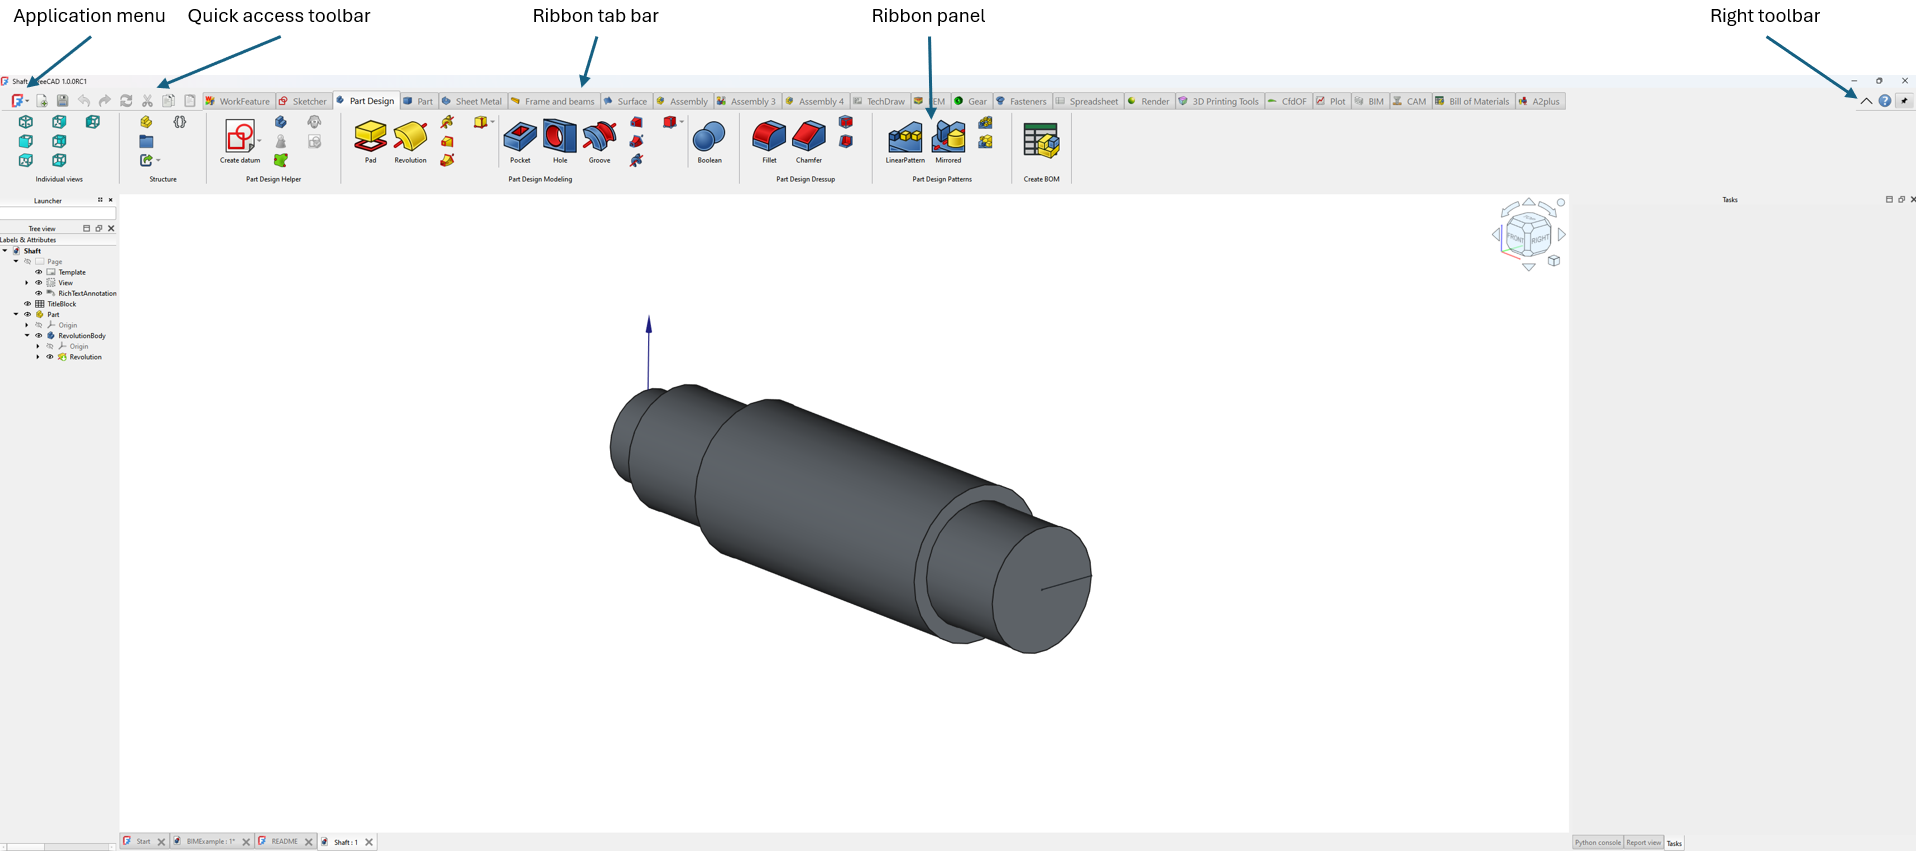 Application menu Quick access toolbar Ribbon tab bar Ribbon panel Right toolbar
Shaft FreeCAD 1.0.0RC1
WorkFeature Sketcher Part Design Part Sheet Metal Frame and beams Surface Assembly Assembly 3 Assembly 4 TechDraw EM Gear Fasteners Spreadsheet Render 3D Printing Tools CfdOF Plot BIM CAM Bill of Materials A2plus
Create datum Pad Revolution Pocket Hole Groove Boolean Fillet Chamfer LinearPattern Mirrored
Individual views Structure Part Design Helper Part Design Modeling Part Design Dressup Part Design Patterns Create BOM
Launcher
Tasks
Tree view
Labels & Attributes
Shaft
Page
Template
View
RichTextAnnotation
TitleBlock
Part
Origin
RevolutionBody
Origin
Revolution
FRONT RIGHT
Start BIMExample : 1* README Shaft : 1
Python console Report view Tasks